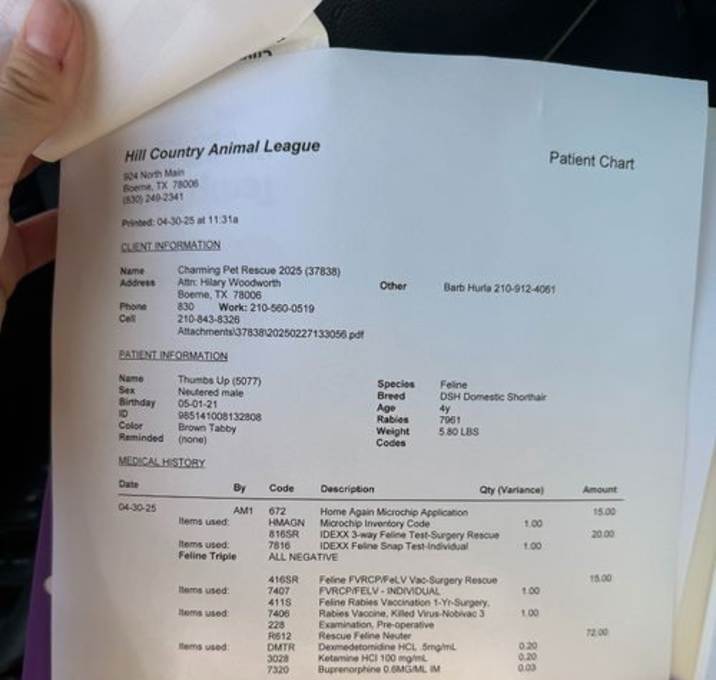 Hill Country Animal League
Patient Chart
924 North Main
Boerne, TX 78006
(830) 249-2341
Printed: 04-30-25 at 11:31a
CLIENT INFORMATION
Name Charming Pet Rescue 2025 (37838)
Address Attn: Hilary Woodworth Other Barb Hurla 210-912-4061
Boerne, TX 78006
Phone 830 Work: 210-560-0519
Cell 210-843-8326
Attachments\37838\20250227133056.pdf
PATIENT INFORMATION
Name Thumbs Up (5077) Species Feline
Sex Neutered male Breed DSH Domestic Shorthair
Birthday 05-01-21 Age 4y
ID 985141008132808 Rabies 7961
Color Brown Tabby Weight 5.80 LBS
Reminded (none) Codes
MEDICAL HISTORY
Date By Code Description Qty (Variance) Amount
04-30-25 AM1 672 Home Again Microchip Application 15.00
Items used: HMAGN Microchip Inventory Code 1.00
816SR IDEXX 3-way Feline Test-Surgery Rescue 20.00
Items used: 7816 IDEXX Feline Snap Test-Individual 1.00
Feline Triple ALL NEGATIVE
416SR Feline FVRCP/FeLV Vac-Surgery Rescue 15.00
Items used: 7407 FVRCP/FELV - INDIVIDUAL 1.00
411S Feline Rabies Vaccination 1-Yr-Surgery,
Items used: 7406 Rabies Vaccine, Killed Virus-Nobivac 3 1.00
228 Examination, Pre-operative
R612 Rescue Feline Neuter 72.00
Items used: DMTR Dexmedetomidine HCL .5mg/mL 0.20
3028 Ketamine HCl 100 mg/mL 0.20
7320 Buprenorphine 0.6MG/ML IM 0.03